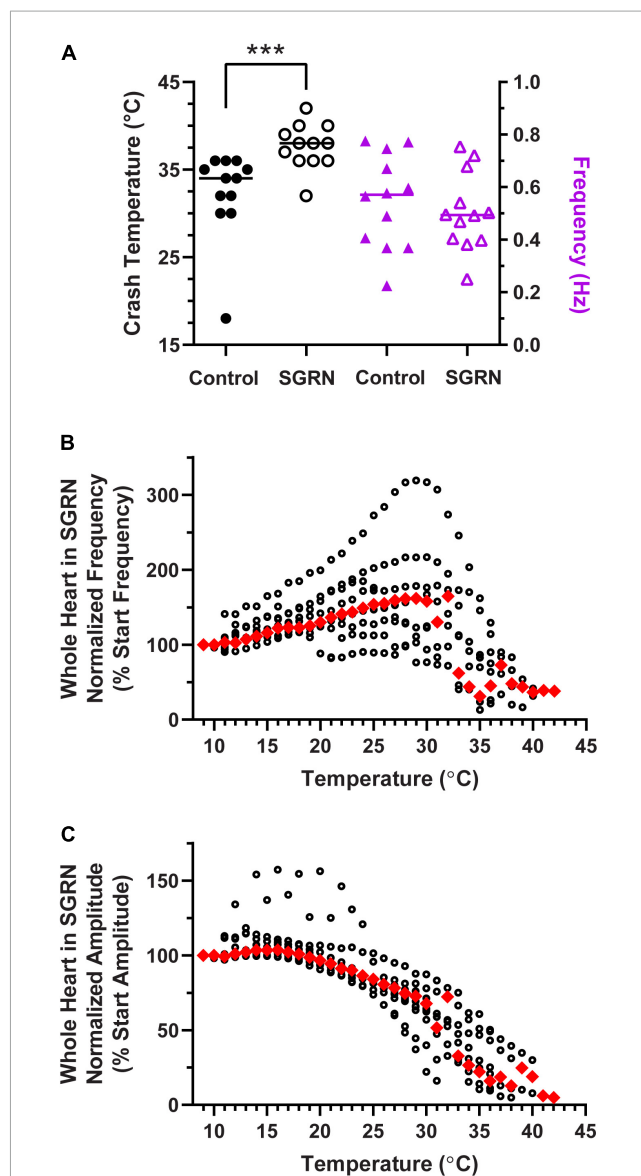 A
***
Crash Temperature (°C)
45
35
25
15
1.0
0.8
0.6
0.4
0.2
0.0
Frequency (Hz)
Control
SGRN
Control
SGRN
B
Whole Heart in SGRN
Normalized Frequency
(% Start Frequency)
300
200
100
0
10
15
20
25
30
35
40
45
Temperature (°C)
C
Whole Heart in SGRN
Normalized Amplitude
(% Start Amplitude)
150
100
50
0
10
15
20
25
30
35
40
45
Temperature (°C)